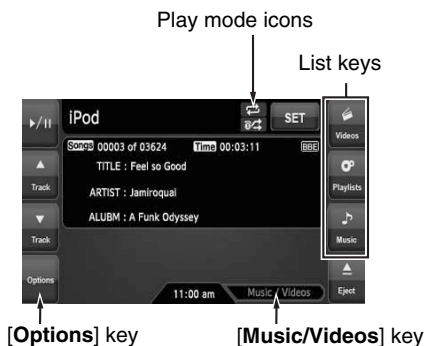 Play mode icons
List keys
iPod
SET
Videos
Songs 00003 of 03624 Time 00:03:11 BBE
TITLE : Feel so Good
Track
Playlists
ARTIST : Jamiroquai
ALUBM : A Funk Odyssey
Track
Music
Options
11:00 am
Music / Videos
Eject
[Options] key
[Music/Videos] key